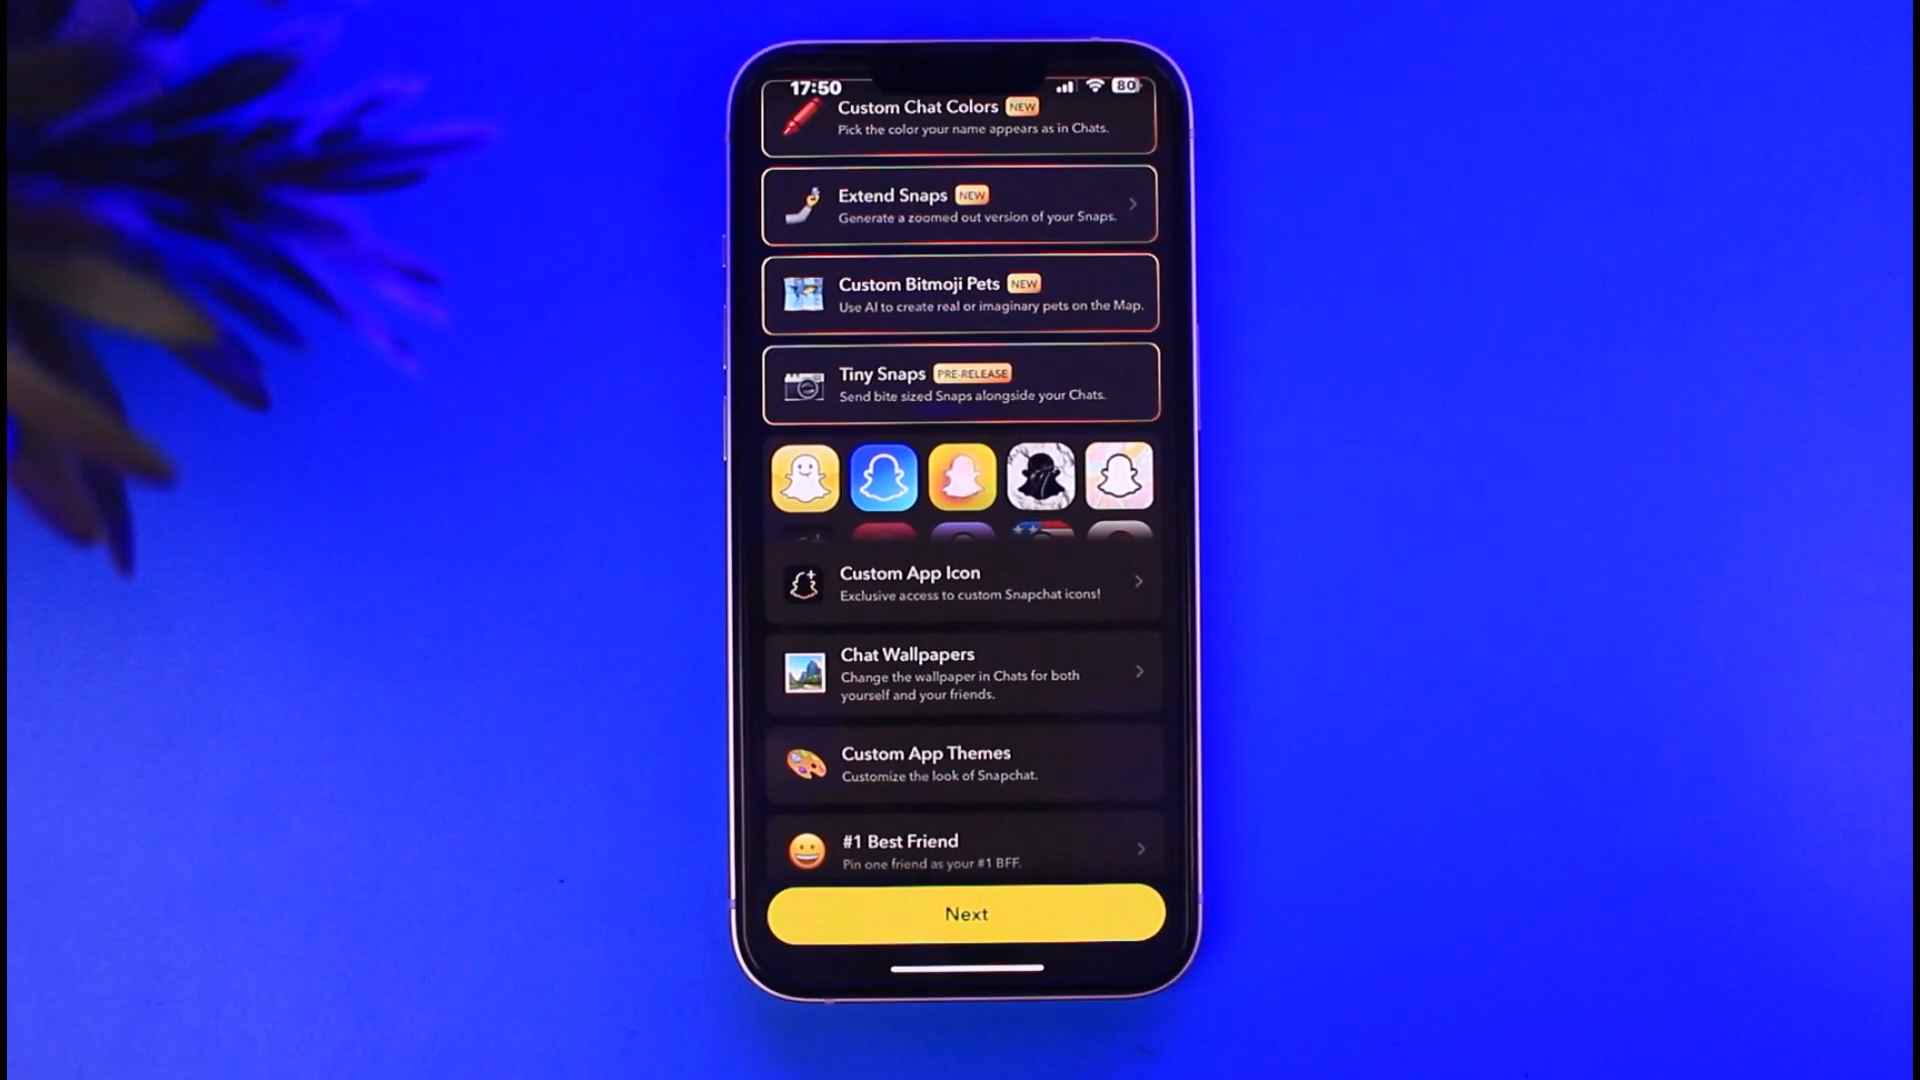 17:50
80
Custom Chat Colors NEW
Pick the color your name appears as in Chats.
Extend Snaps NEW
Generate a zoomed out version of your Snaps.
Custom Bitmoji Pets NEW
Use AI to create real or imaginary pets on the Map.
Tiny Snaps PRE-RELEASE
Send bite sized Snaps alongside your Chats.
Custom App Icon
Exclusive access to custom Snapchat icons!
Chat Wallpapers
Change the wallpaper in Chats for both
yourself and your friends.
Custom App Themes
Customize the look of Snapchat.
#1 Best Friend
Pin one friend as your #1 BFF.
Next